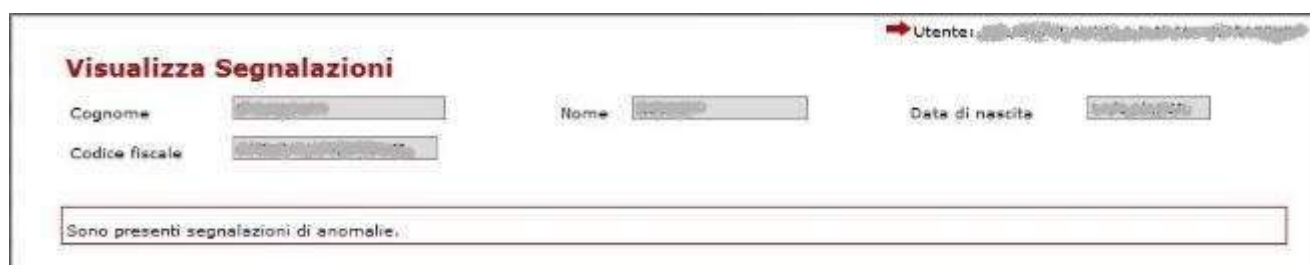 Utente:
Visualizza Segnalazioni
Cognome Nome Data di nascita
Codice fiscale
Sono presenti segnalazioni di anomalie.